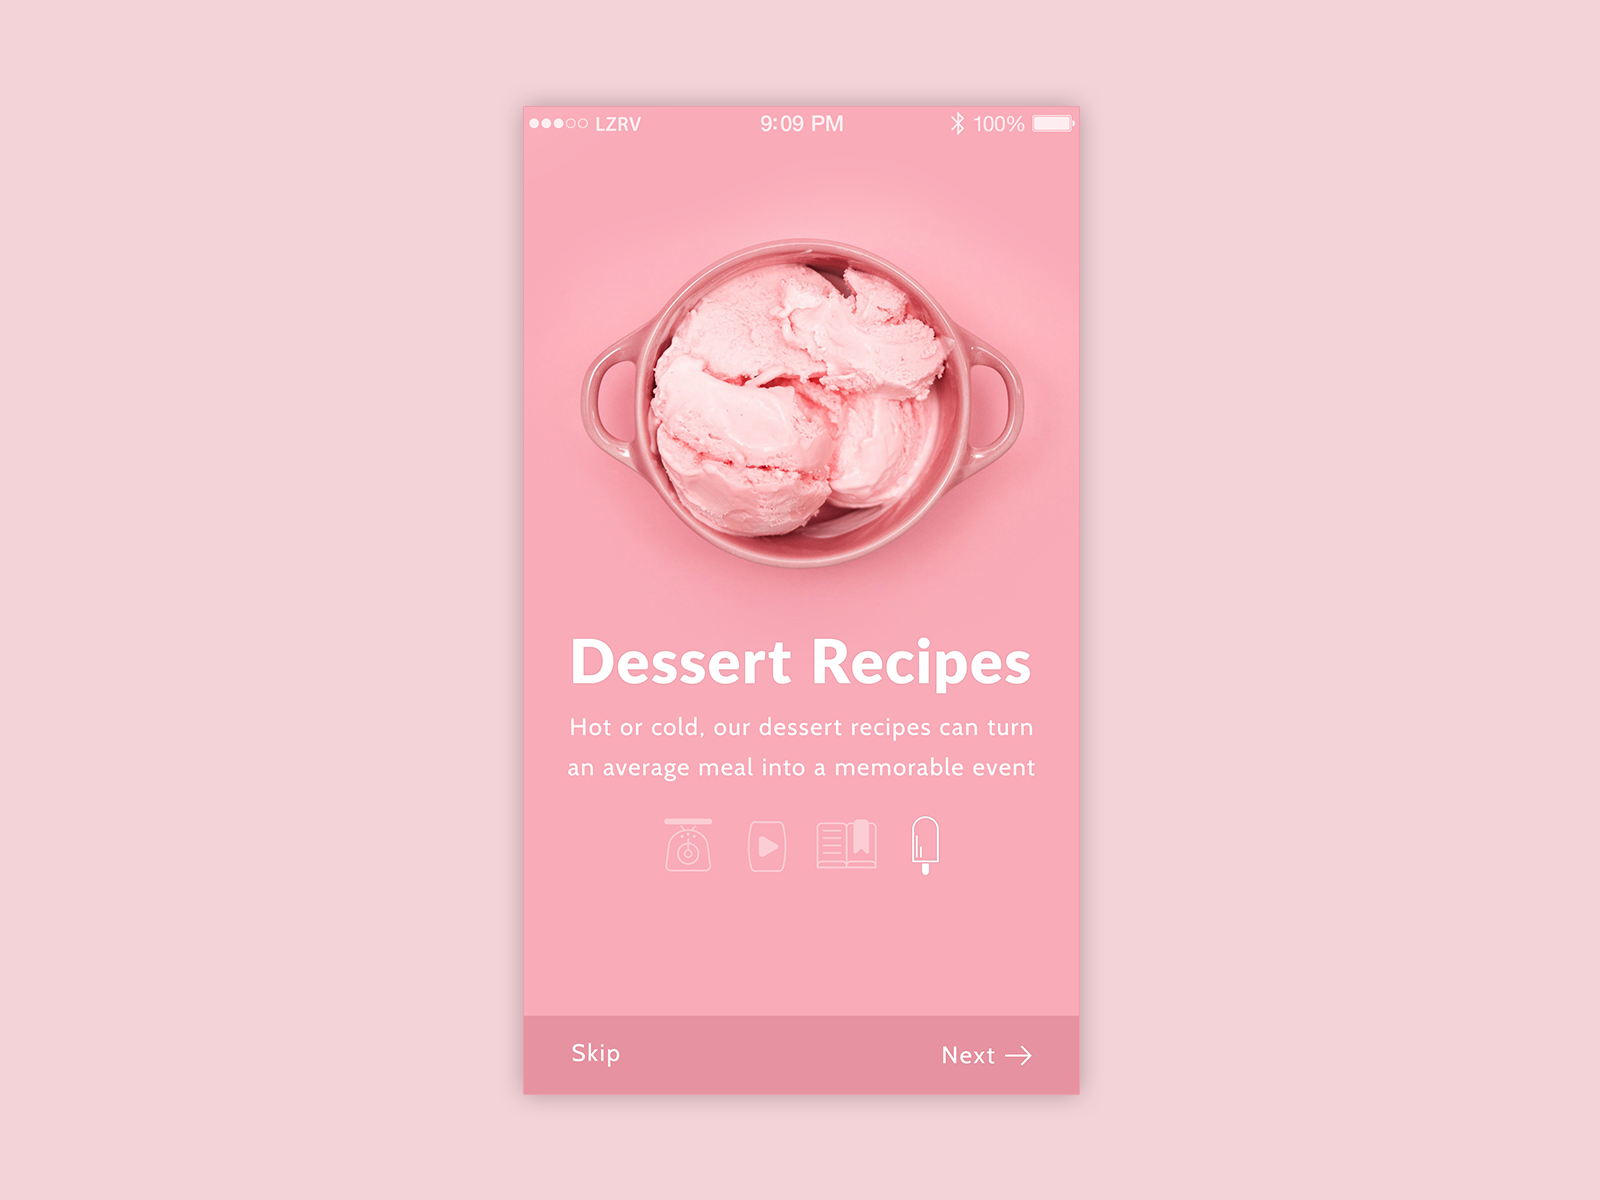 LZRV 9:09 PM 100%
Dessert Recipes
Hot or cold, our dessert recipes can turn
an average meal into a memorable event
Skip Next